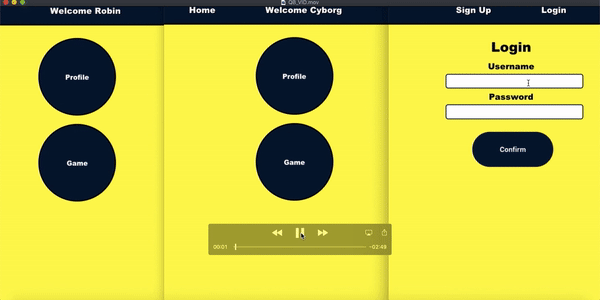 QB_VID.mov
Welcome Robin
Profile
Game
Home
Welcome Cyborg
Profile
Game
Sign Up
Login
Login
Username
Password
Confirm
00:01
-02:49